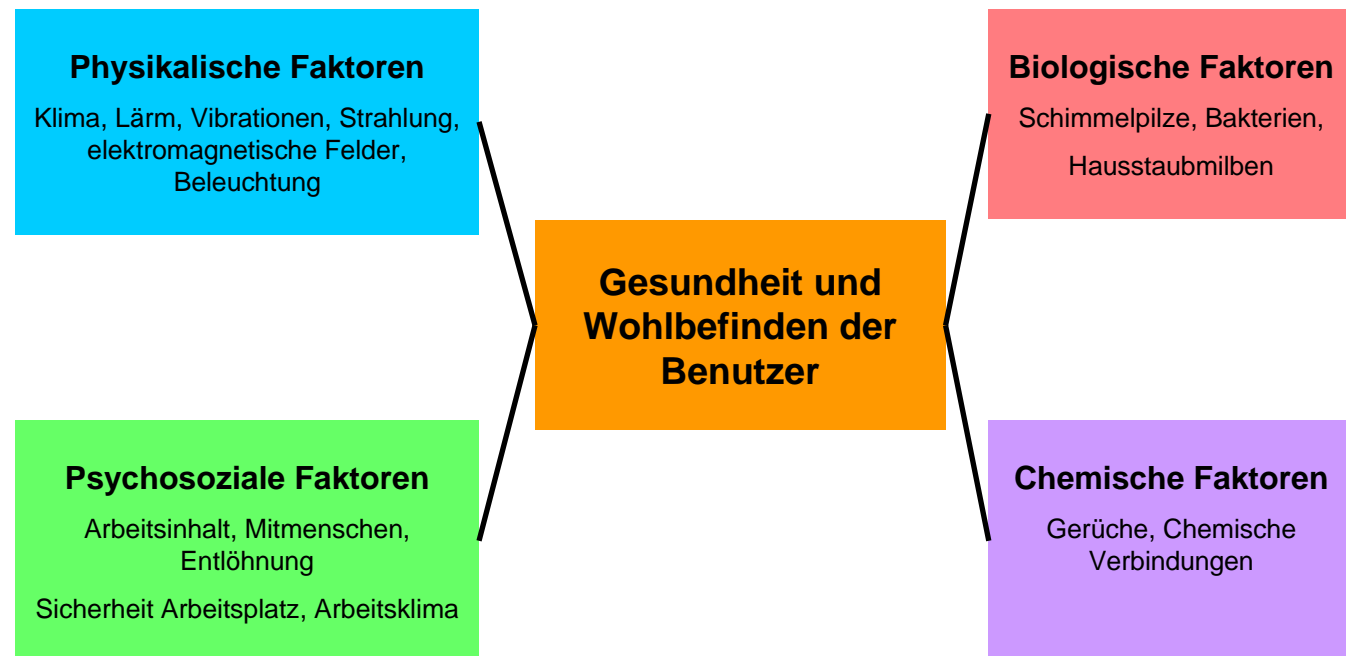 Physikalische Faktoren
Klima, Lärm, Vibrationen, Strahlung,
elektromagnetische Felder,
Beleuchtung
Biologische Faktoren
Schimmelpilze, Bakterien,
Hausstaubmilben
Gesundheit und
Wohlbefinden der
Benutzer
Psychosoziale Faktoren
Arbeitsinhalt, Mitmenschen,
Entlöhnung
Sicherheit Arbeitsplatz, Arbeitsklima
Chemische Faktoren
Gerüche, Chemische
Verbindungen